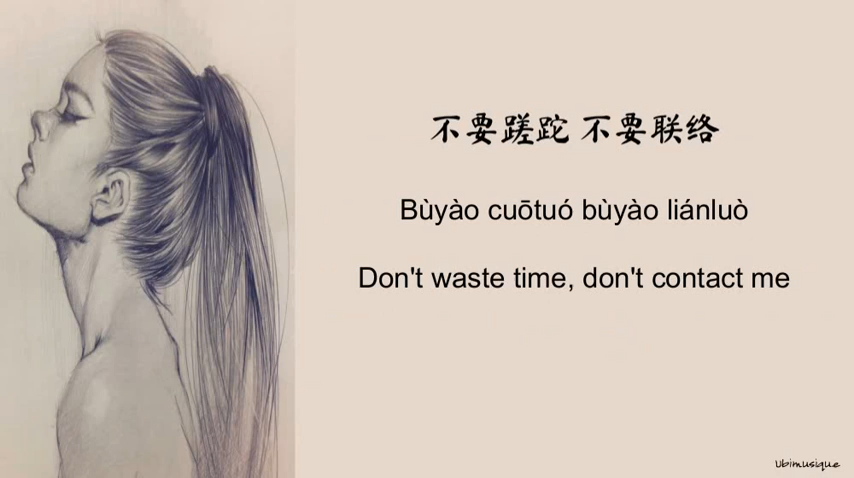 不要蹉跎 不要联络
Bùyào cuōtuó bùyào liánluò
Don't waste time, don't contact me
Ubimusique